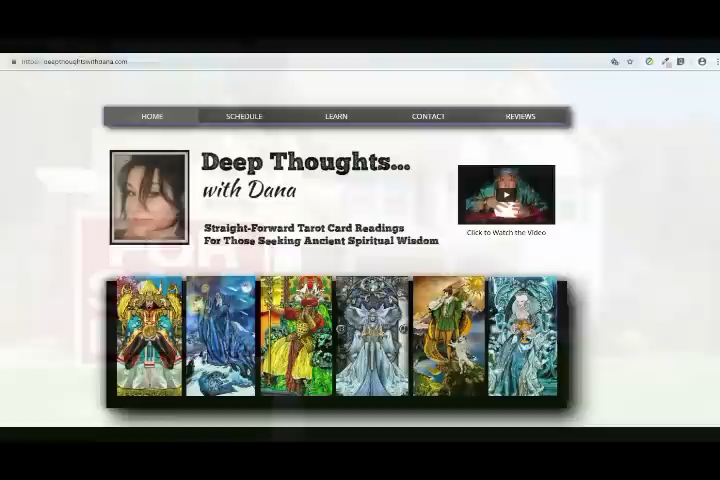 deepthoughtswithdana.com
HOME SCHEDULE LEARN CONTACT REVIEWS
Deep Thoughts...
with Dana
Straight-Forward Tarot Card Readings
For Those Seeking Ancient Spiritual Wisdom
Click to Watch the Video
FOR